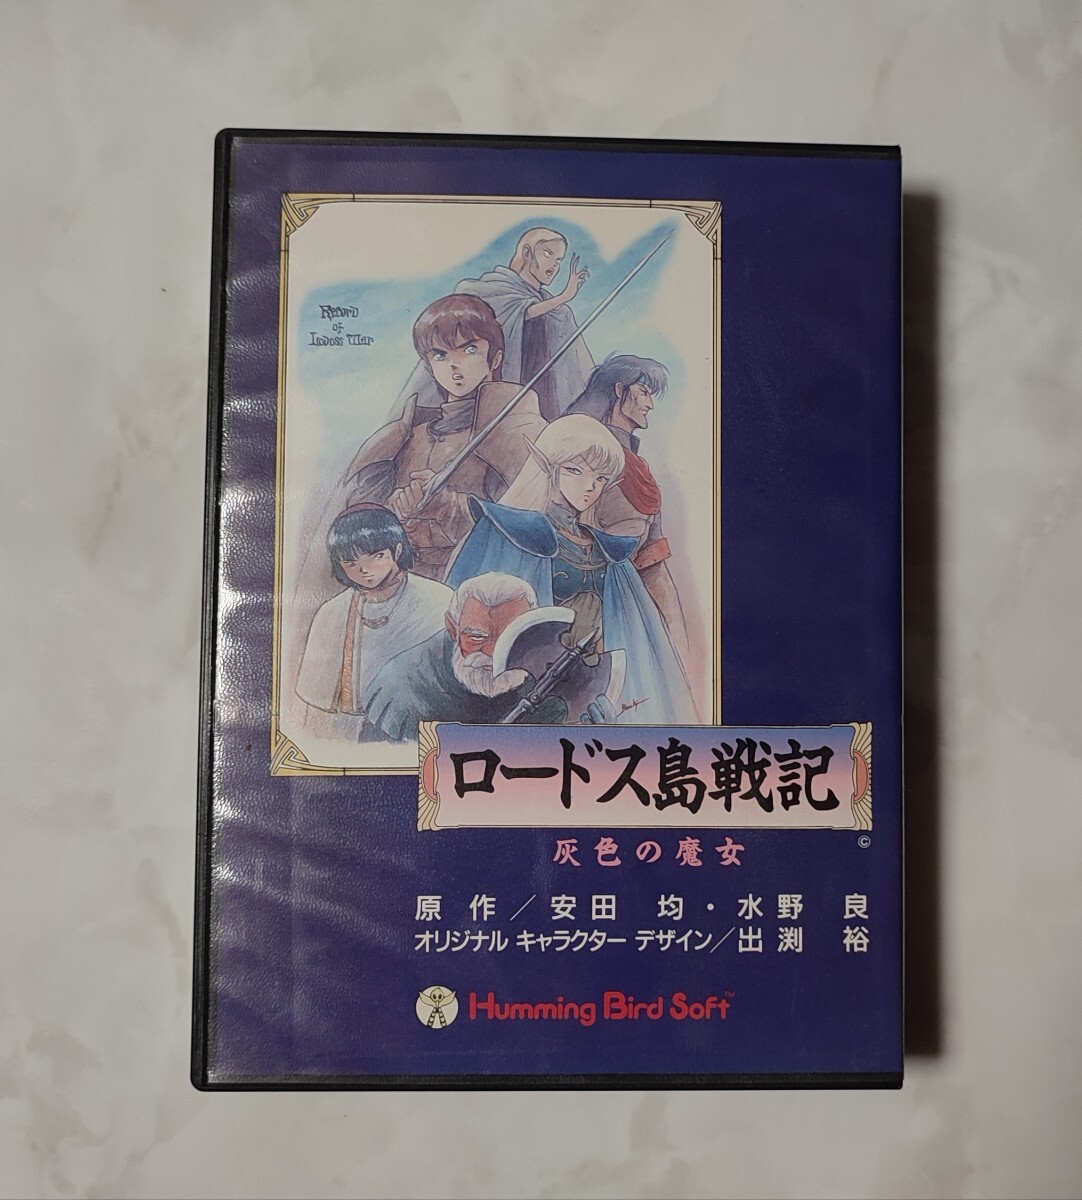 Record
of
Lodoss War
ロードス島戦記
©
灰色の魔女
原作／安田 均・水野 良
オリジナル キャラクター デザイン／出渕 裕
Humming Bird Soft™